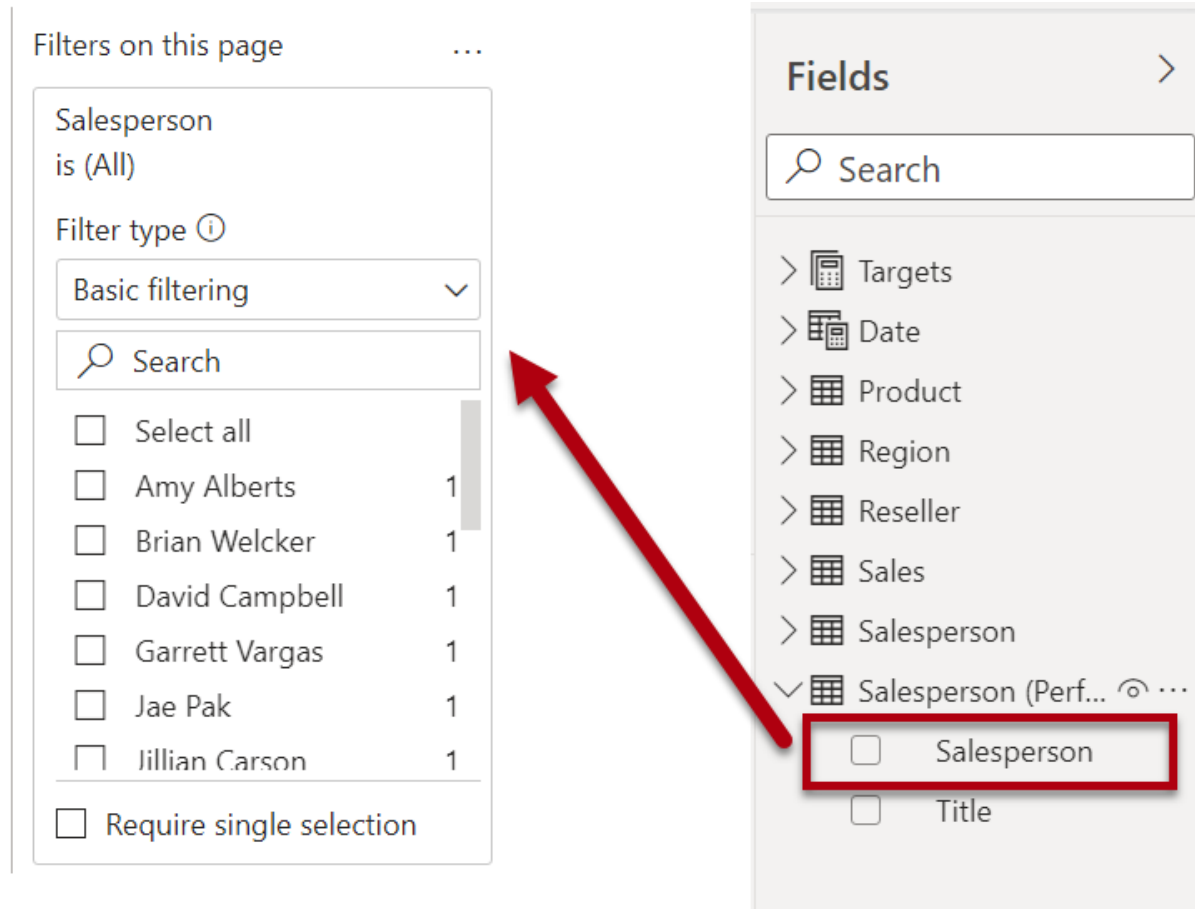 Filters on this page ...
Salesperson
is (All)
Filter type
Basic filtering
Search
Select all
Amy Alberts 1
Brian Welcker 1
David Campbell 1
Garrett Vargas 1
Jae Pak 1
Jillian Carson 1
Require single selection
Fields
Search
Targets
Date
Product
Region
Reseller
Sales
Salesperson
Salesperson (Perf... ...
Salesperson
Title